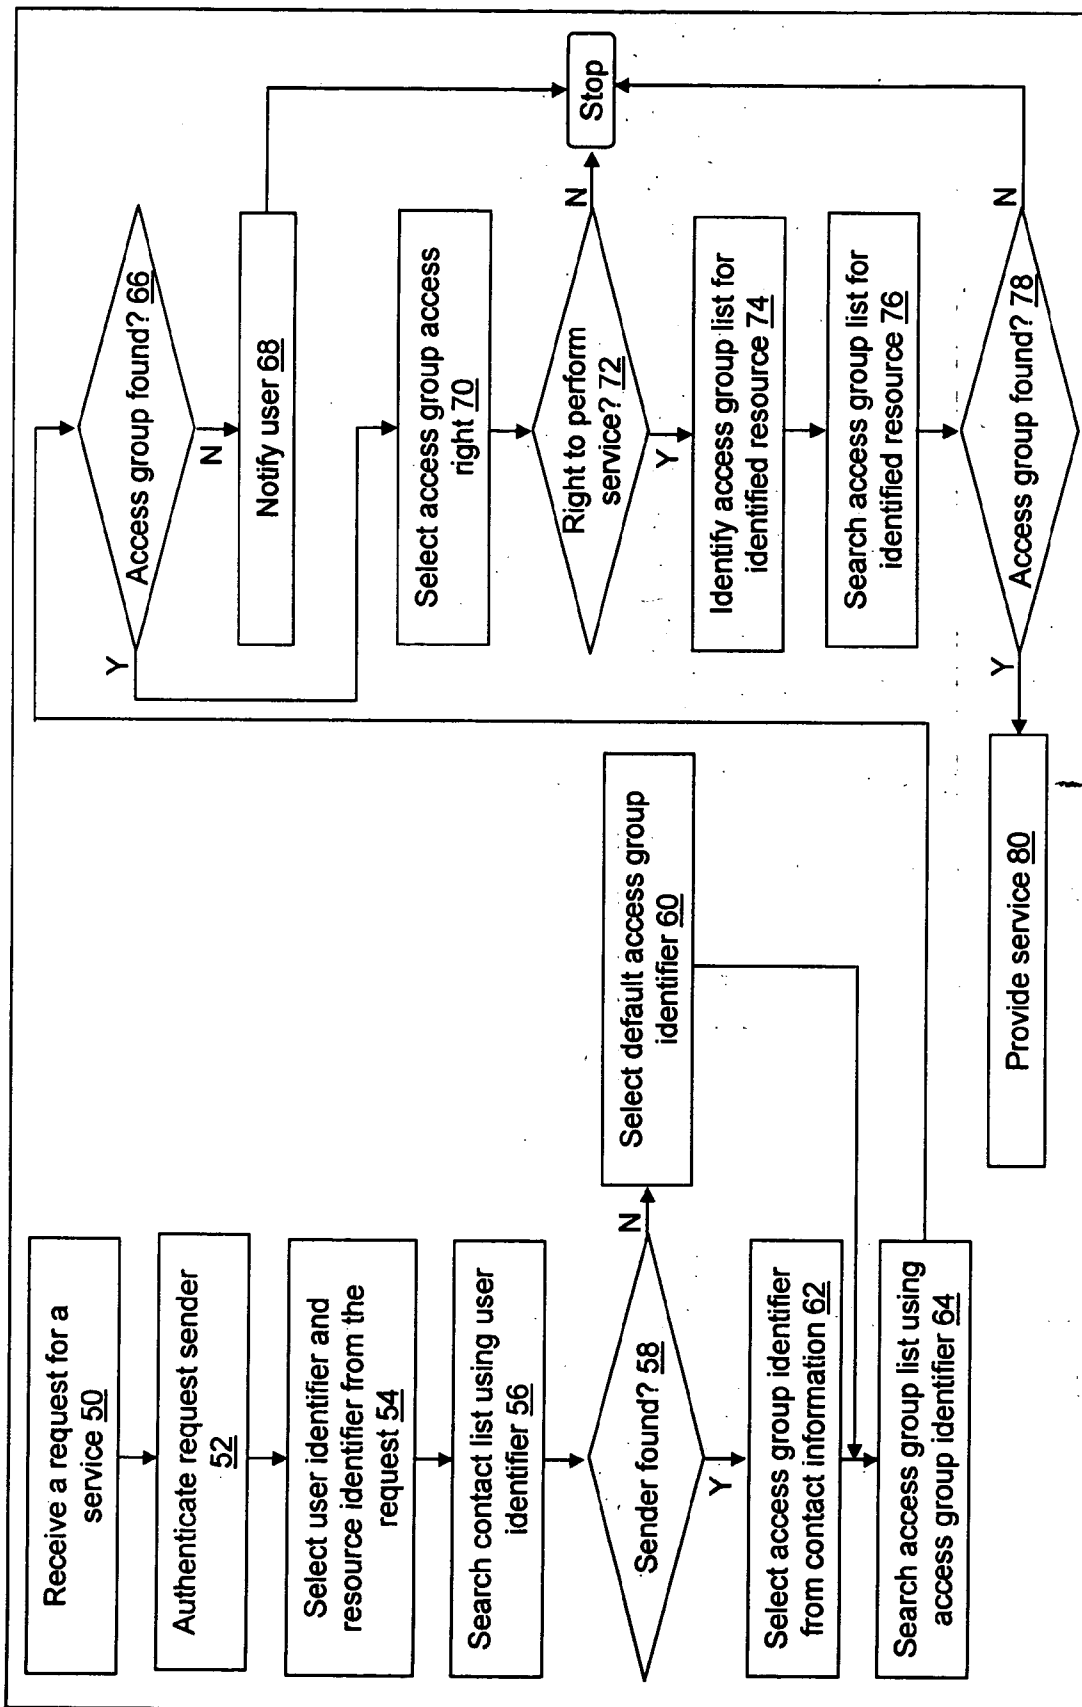 Receive a request for a
service 50
Authenticate request sender
52
Select user identifier and
resource identifier from the
request 54
Search contact list using user
identifier 56
Sender found? 58
N
Y
Select default access group
identifier 60
Select access group identifier
from contact information 62
Search access group list using
access group identifier 64
Access group found? 66
Y
N
Notify user 68
Select access group access
right 70
Right to perform
service? 72
N
Y
Stop
Identify access group list for
identified resource 74
Search access group list for
identified resource 76
Access group found? 78
Y
N
Provide service 80